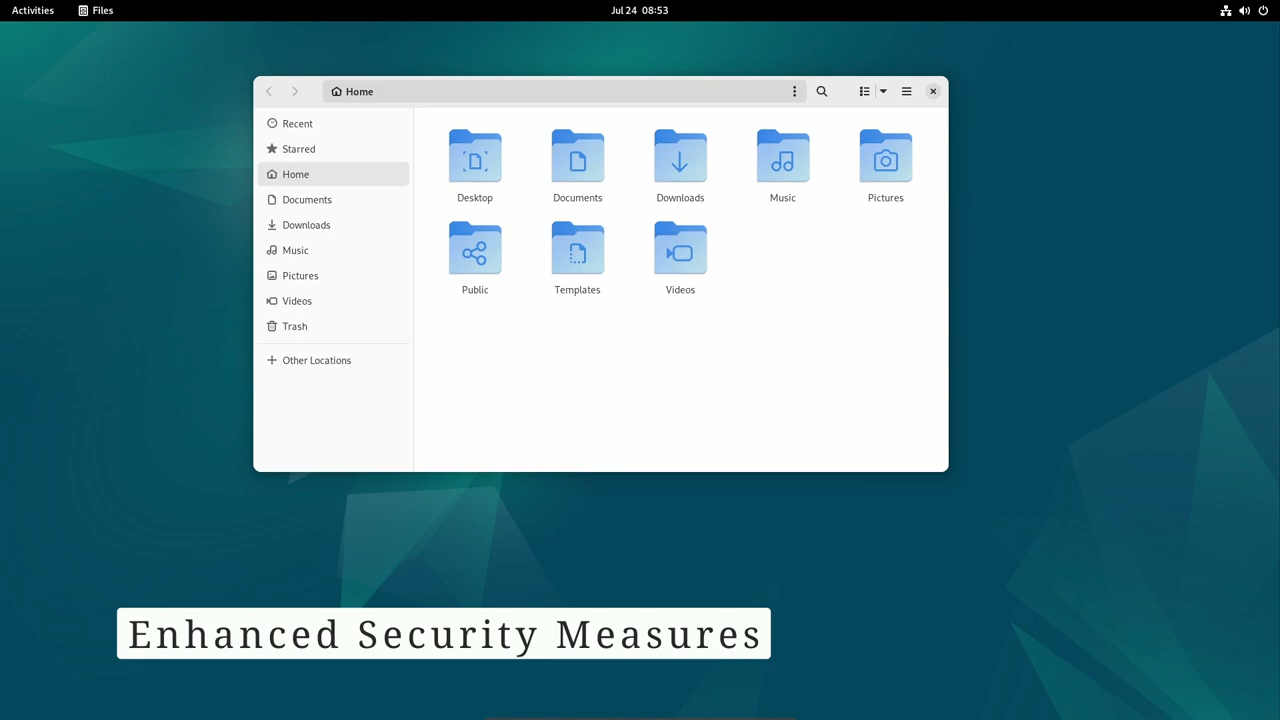 Activities
Files
Jul 24 08:53
Home
Recent
Starred
Home
Documents
Downloads
Music
Pictures
Videos
Trash
Other Locations
Desktop
Documents
Downloads
Music
Pictures
Public
Templates
Videos
Enhanced Security Measures